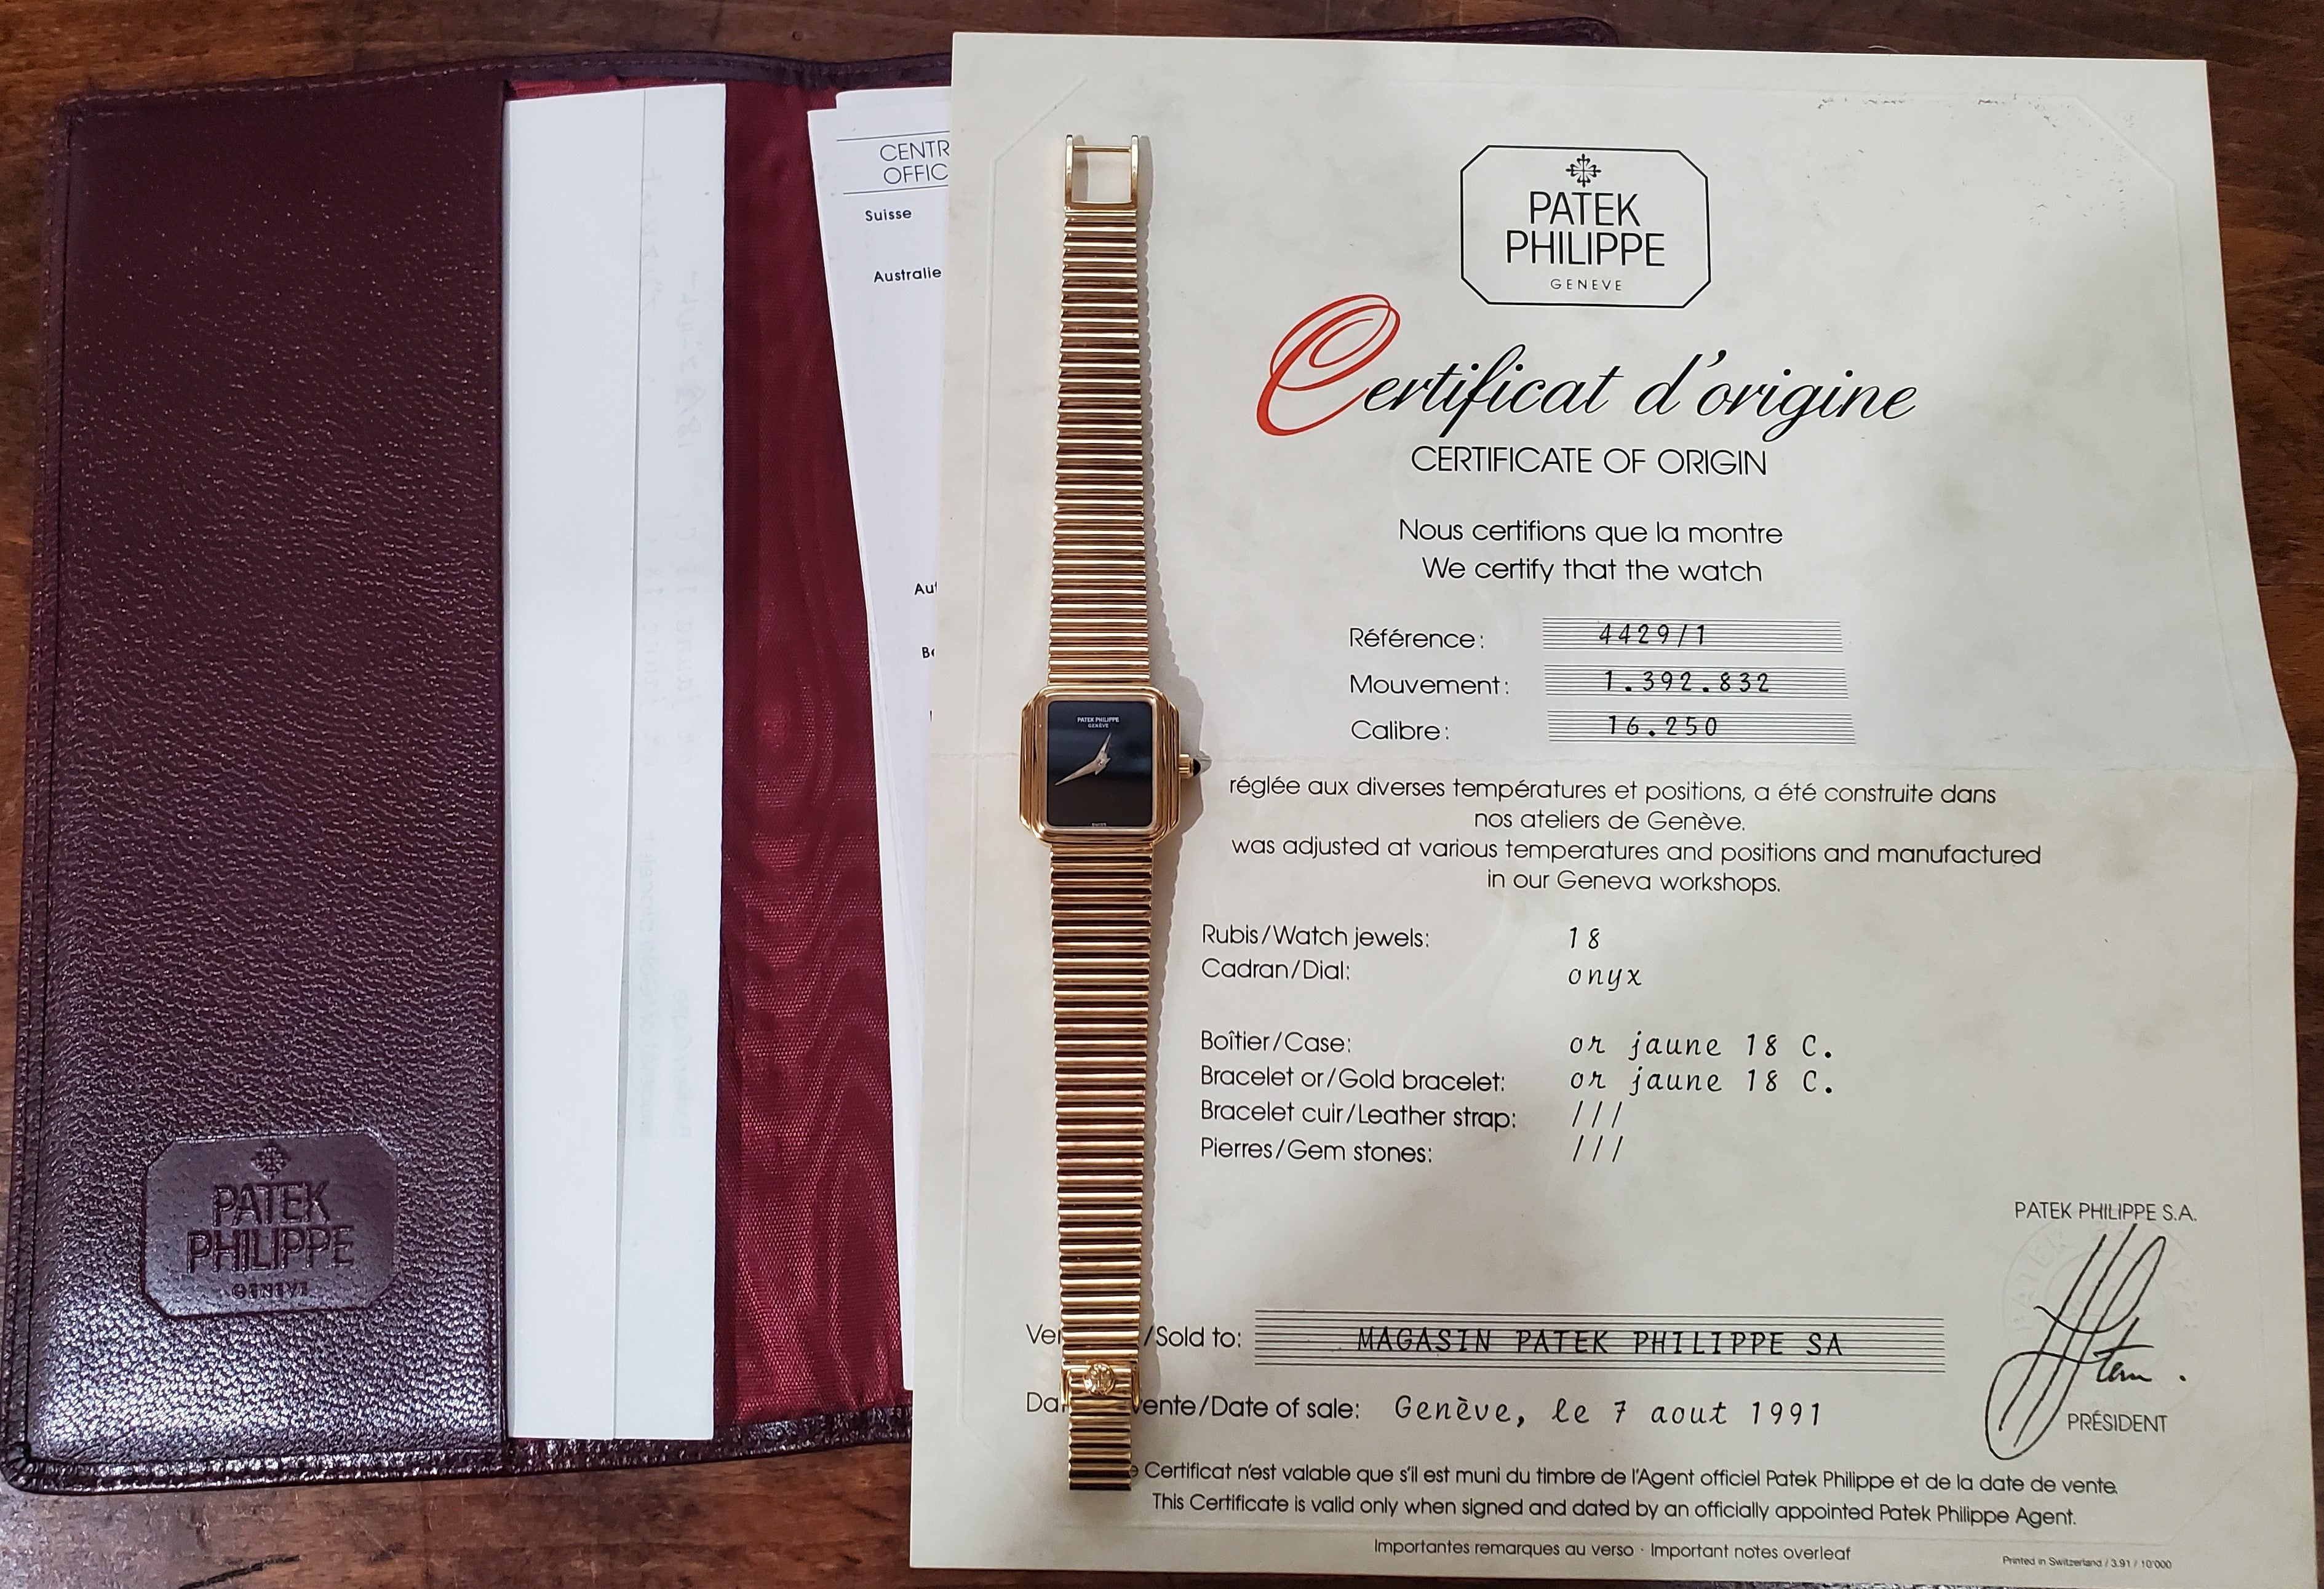 PATEK
PHILIPPE
GENEVE
CENTR
OFFIC
Suisse
Australie
Au
B
PATEK PHILIPPE
GENÈVE
SWISS
PATEK
PHILIPPE
GENEVE
Certificat d'origine
CERTIFICATE OF ORIGIN
Nous certifions que la montre
We certify that the watch
Référence: 4429/1
Mouvement: 1.392.832
Calibre: 16.250
réglée aux diverses températures et positions, a été construite dans
nos ateliers de Genève.
was adjusted at various temperatures and positions and manufactured
in our Geneva workshops.
Rubis/Watch jewels: 18
Cadran/Dial: onyx
Boîtier/Case: or jaune 18 C.
Bracelet or/Gold bracelet: or jaune 18 C.
Bracelet cuir/Leather strap: ///
Pierres/Gem stones: ///
PATEK PHILIPPE S.A.
Ve /Sold to: MAGASIN PATEK PHILIPPE SA
Da vente/Date of sale: Genève, le 7 aout 1991
PRÉSIDENT
e Certificat n'est valable que s'il est muni du timbre de l'Agent officiel Patek Philippe et de la date de vente.
This Certificate is valid only when signed and dated by an officially appointed Patek Philippe Agent.
Importantes remarques au verso · Important notes overleaf
Printed in Switzerland / 3.91 / 10'000